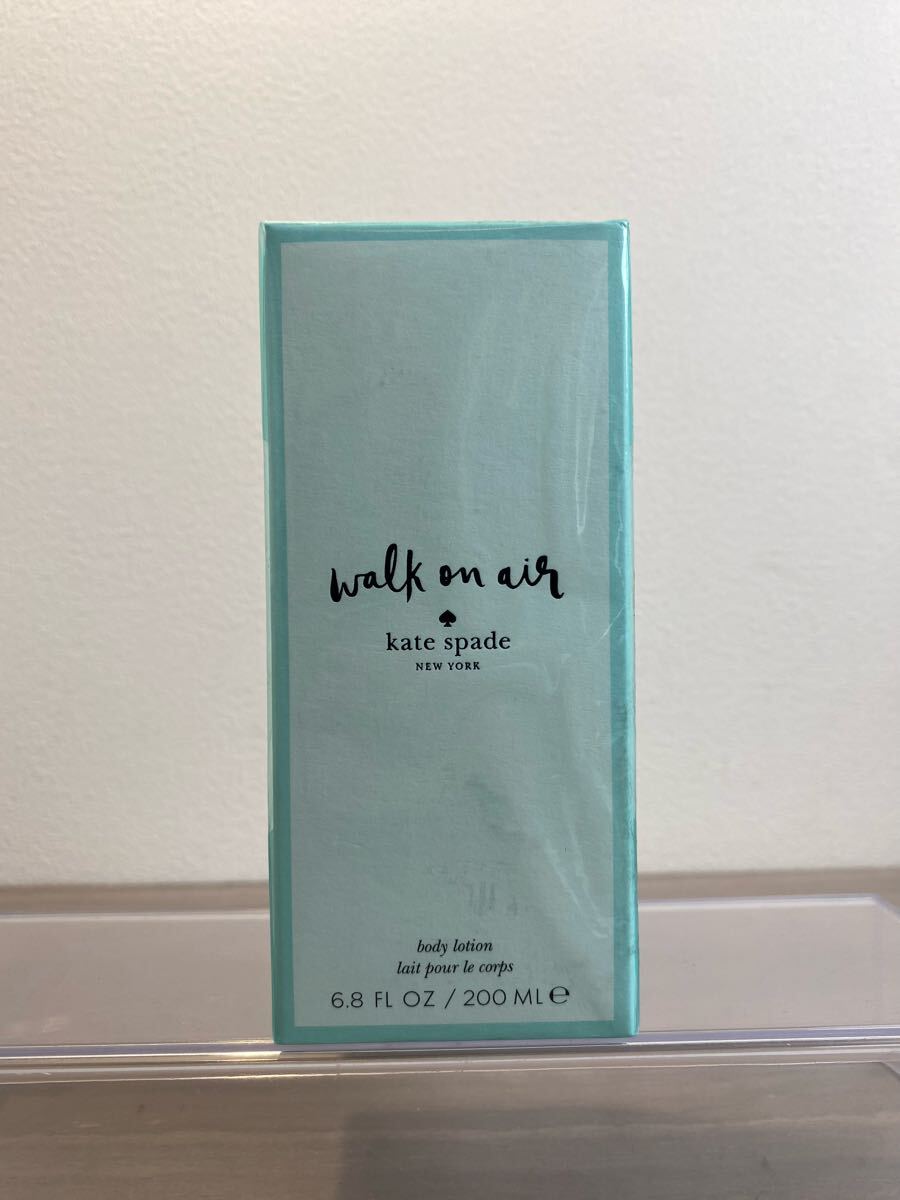 walk on air
kate spade
NEW YORK
body lotion
lait pour le corps
6.8 FL OZ / 200 ML ℮